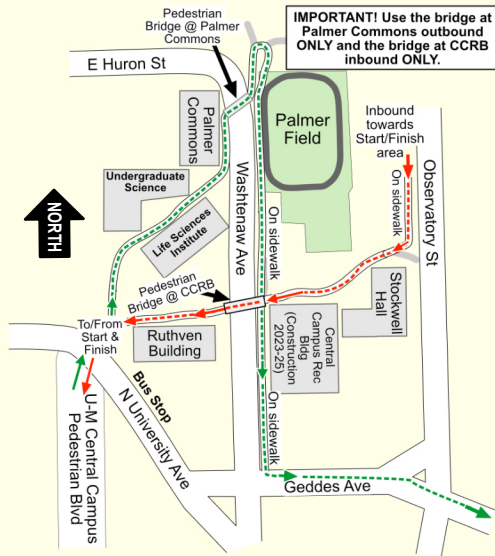 Pedestrian
Bridge @ Palmer
Commons
IMPORTANT! Use the bridge at
Palmer Commons outbound
ONLY and the bridge at CCRB
inbound ONLY.
E Huron St
Palmer
Commons
Palmer
Field
Inbound
towards
Start/Finish
area
Undergraduate
Science
Washtenaw Ave
On sidewalk
Observatory St
NORTH
Life Sciences
Institute
On sidewalk
Pedestrian
Bridge @ CCRB
Stockwell
Hall
To/From
Start &
Finish
Ruthven
Building
Central
Campus Rec
Bldg
(Construction
2023-25)
Bus Stop
N University Ave
On sidewalk
U-M Central Campus
Pedestrian Blvd
Geddes Ave